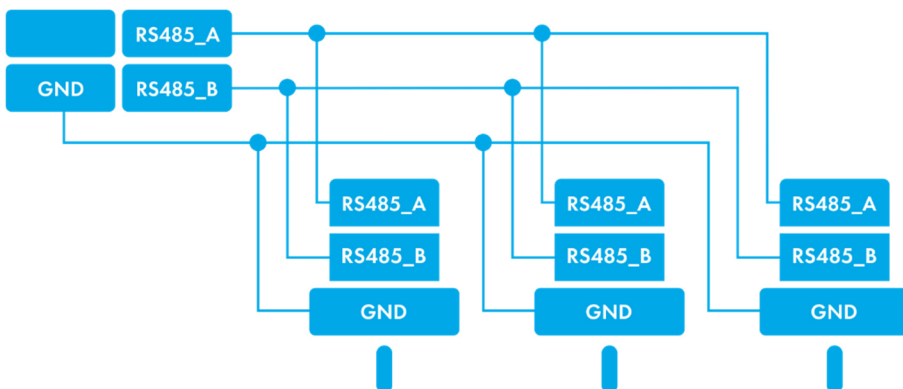 RS485_A
GND RS485_B
RS485_A RS485_A RS485_A
RS485_B RS485_B RS485_B
GND GND GND